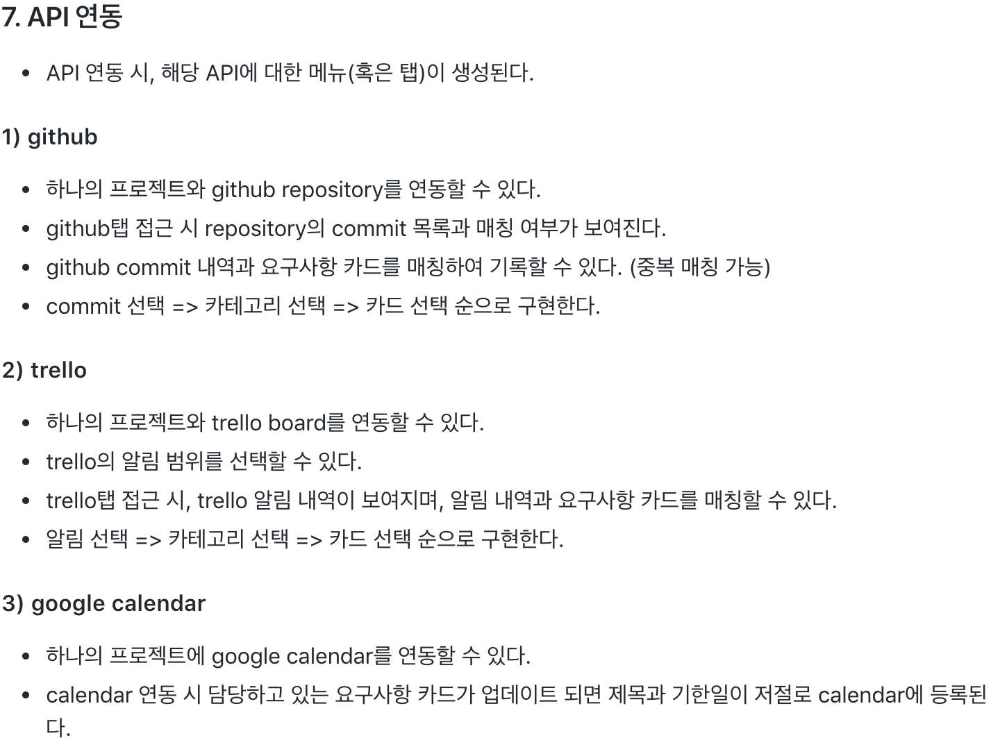 7. API 연동
• API 연동 시, 해당 API에 대한 메뉴(혹은 탭)이 생성된다.
1) github
• 하나의 프로젝트와 github repository를 연동할 수 있다.
• github탭 접근 시 repository의 commit 목록과 매칭 여부가 보여진다.
• github commit 내역과 요구사항 카드를 매칭하여 기록할 수 있다. (중복 매칭 가능)
• commit 선택 => 카테고리 선택 => 카드 선택 순으로 구현한다.
2) trello
• 하나의 프로젝트와 trello board를 연동할 수 있다.
• trello의 알림 범위를 선택할 수 있다.
• trello탭 접근 시, trello 알림 내역이 보여지며, 알림 내역과 요구사항 카드를 매칭할 수 있다.
• 알림 선택 => 카테고리 선택 => 카드 선택 순으로 구현한다.
3) google calendar
• 하나의 프로젝트에 google calendar를 연동할 수 있다.
• calendar 연동 시 담당하고 있는 요구사항 카드가 업데이트 되면 제목과 기한일이 저절로 calendar에 등록된
다.